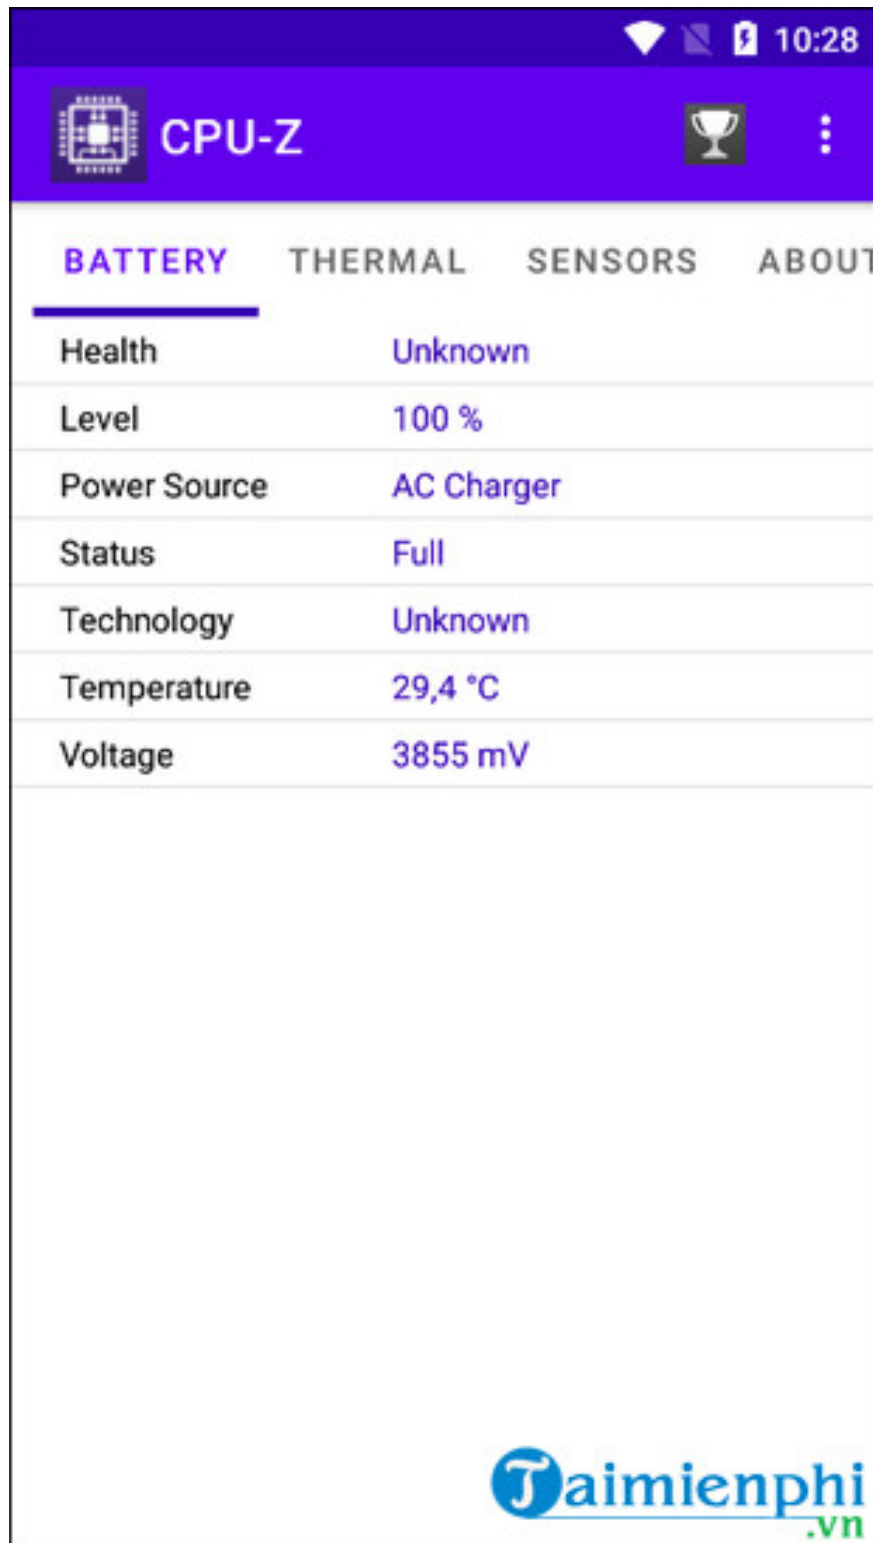 10:28
CPU-Z
BATTERY THERMAL SENSORS ABOUT
Health Unknown
Level 100 %
Power Source AC Charger
Status Full
Technology Unknown
Temperature 29,4 °C
Voltage 3855 mV
Taimienphi
.vn